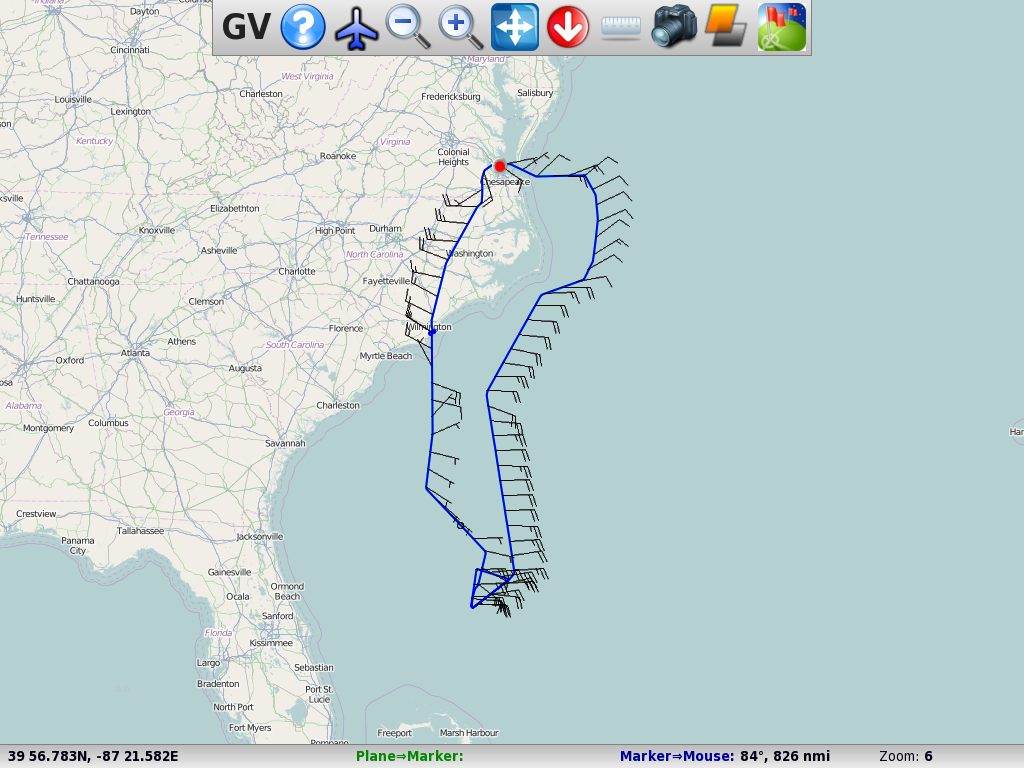 GV
Indiana
Dayton
Cincinnati
Maryland
West Virginia
Charleston
Fredericksburg
Salisbury
Louisville
Lexington
Kentucky
Virginia
Colonial
Heights
Roanoke
Elizabethton
Knoxville
Tennessee
High Point
Durham
Asheville
North Carolina
Washington
Charlotte
Fayetteville
Chattanooga
Huntsville
Clemson
Wilmington
Florence
Athens
South Carolina
Myrtle Beach
Oxford
Atlanta
Augusta
Alabama
Georgia
Charleston
Montgomery
Columbus
Savannah
Crestview
Tallahassee
Panama
City
Jacksonville
Gainesville
Ocala
Ormond
Beach
Sanford
Florida
Kissimmee
Largo
Sebastian
Bradenton
Port St.
Lucie
North Port
Fort Myers
Freeport
Marsh Harbour
39 56.783N, -87 21.582E
Plane⇒Marker:
Marker⇒Mouse: 84°, 826 nmi
Zoom: 6